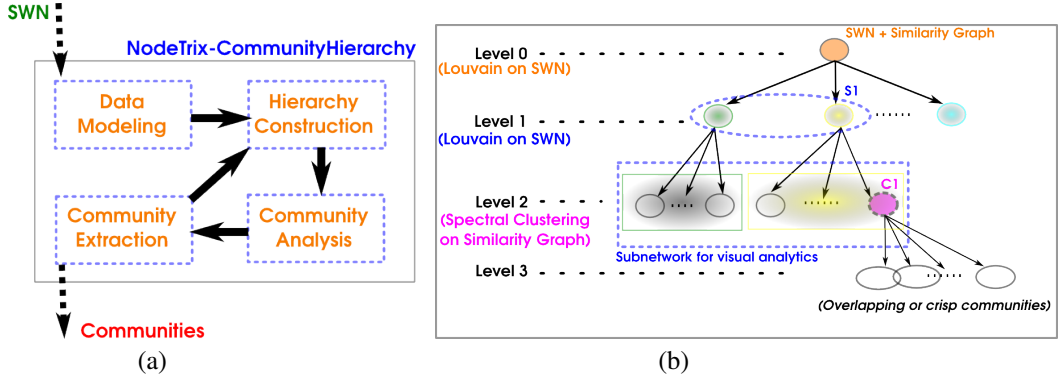 SWN
NodeTrix-CommunityHierarchy
Data
Modeling
Hierarchy
Construction
Community
Extraction
Community
Analysis
Communities
(a)
SWN + Similarity Graph
Level 0
(Louvain on SWN)
S1
Level 1
(Louvain on SWN)
C1
Level 2
(Spectral Clustering
on Similarity Graph)
Subnetwork for visual analytics
Level 3
(Overlapping or crisp communities)
(b)